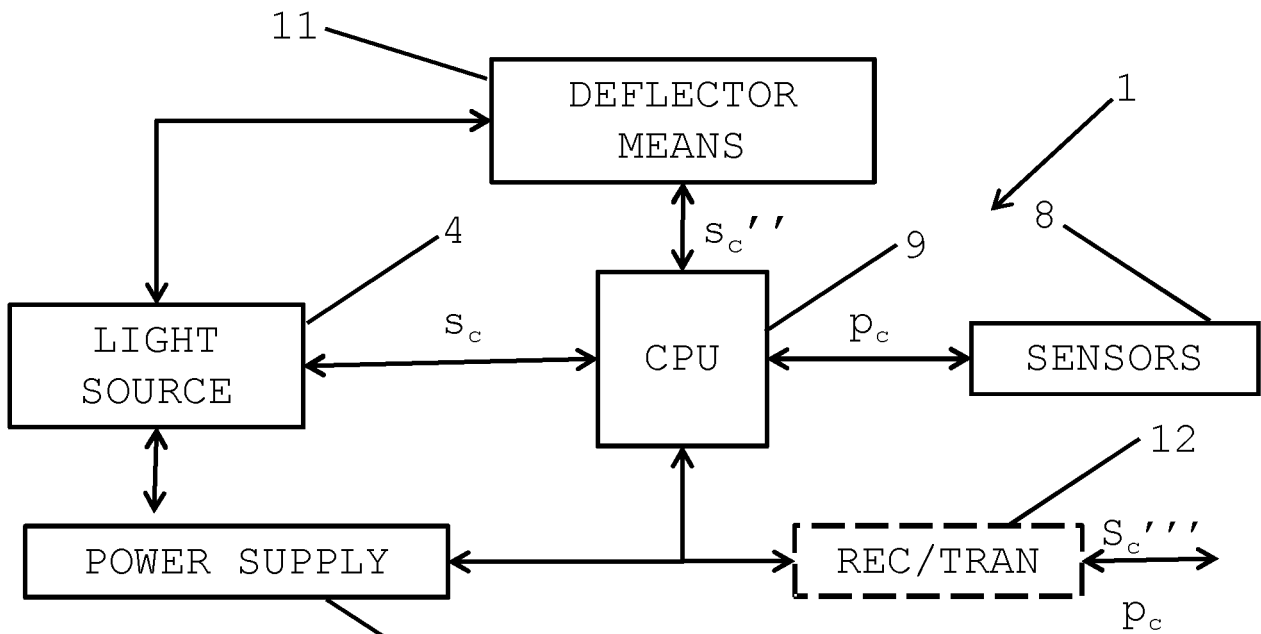 11
DEFLECTOR
MEANS
1
s_c''
8
4
9
LIGHT
SOURCE
s_c
CPU
p_c
SENSORS
12
POWER SUPPLY
REC/TRAN
S_c'''
p_c